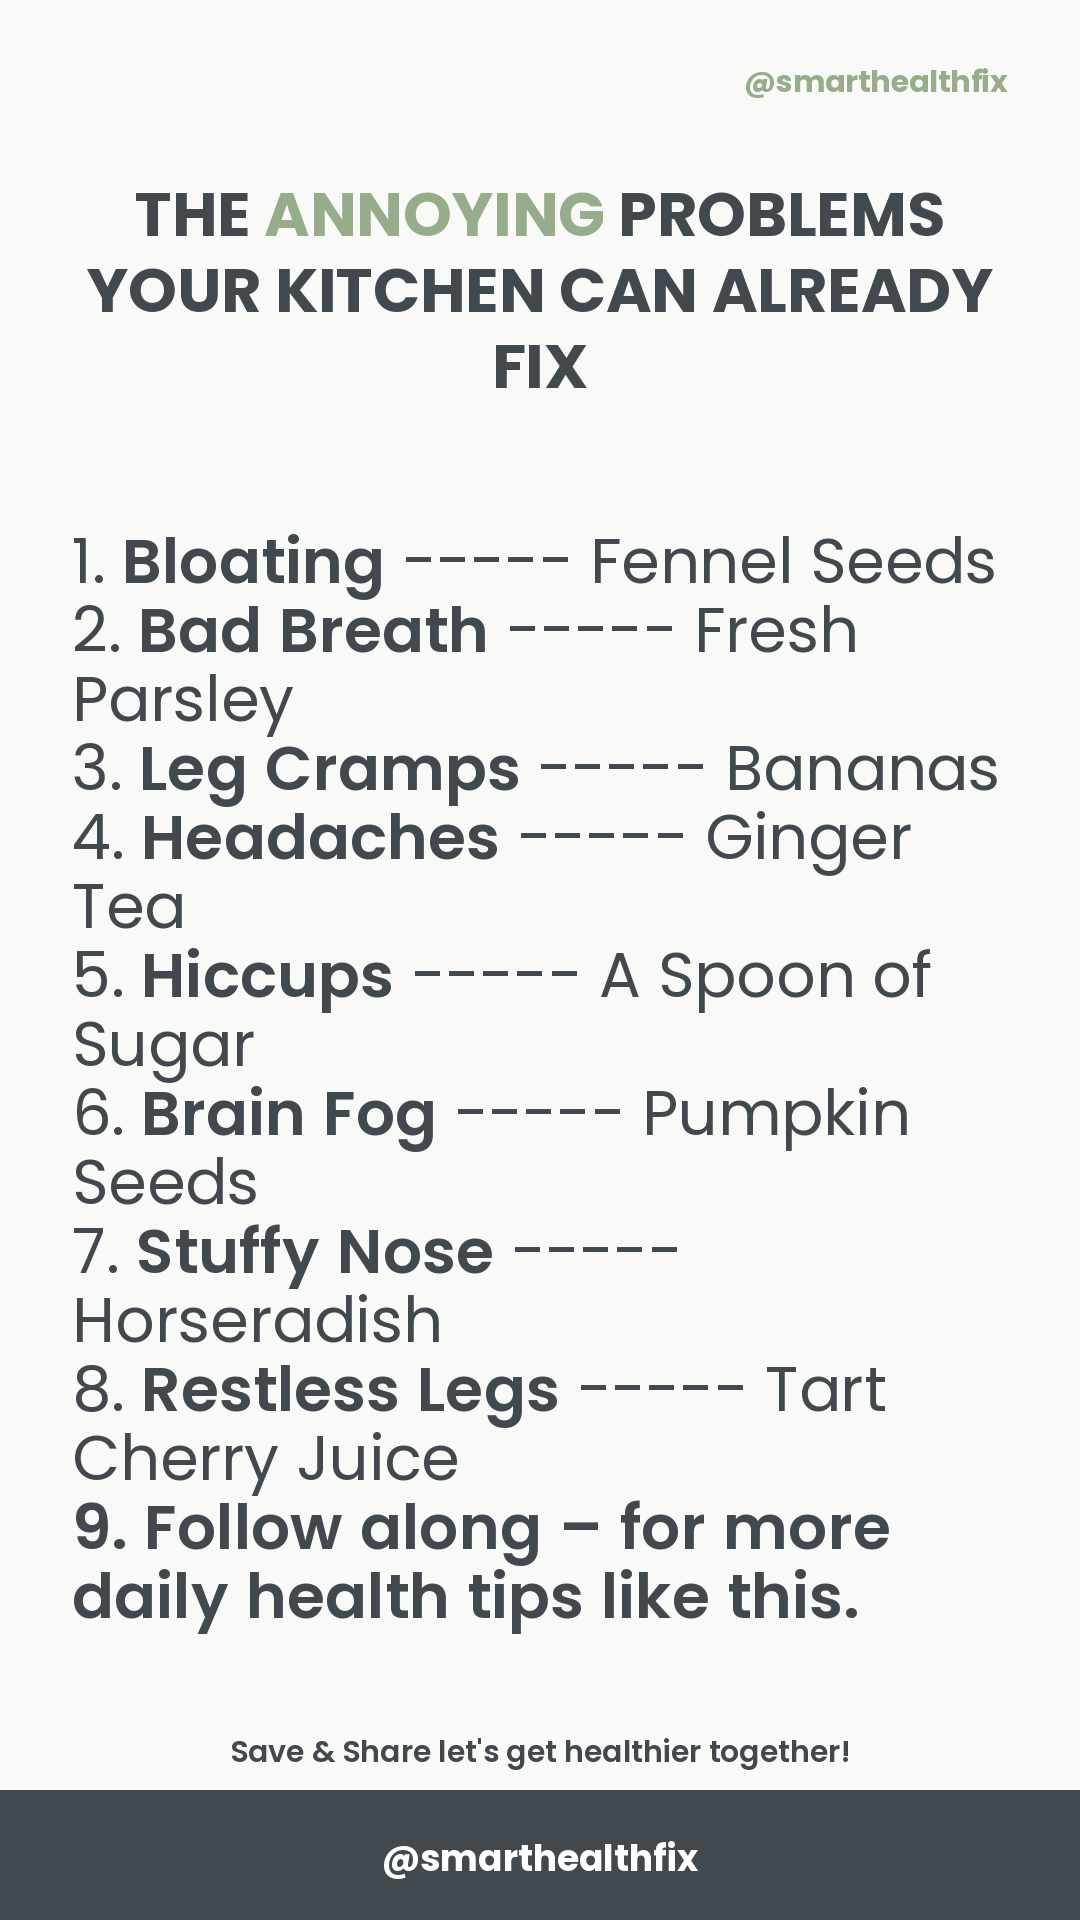 @smarthealthfix
THE ANNOYING PROBLEMS
YOUR KITCHEN CAN ALREADY
FIX
1. Bloating ----- Fennel Seeds
2. Bad Breath ----- Fresh
Parsley
3. Leg Cramps ----- Bananas
4. Headaches ----- Ginger
Tea
5. Hiccups ----- A Spoon of
Sugar
6. Brain Fog ----- Pumpkin
Seeds
7. Stuffy Nose -----
Horseradish
8. Restless Legs ----- Tart
Cherry Juice
9. Follow along – for more
daily health tips like this.
Save & Share let's get healthier together!
@smarthealthfix